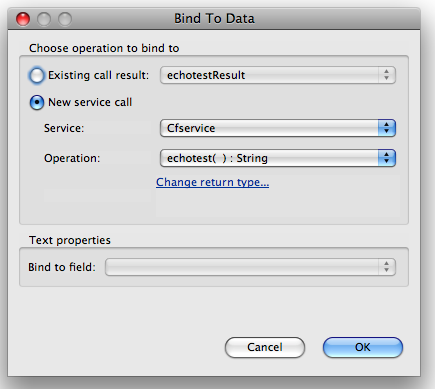 Bind To Data
Choose operation to bind to
Existing call result: echotestResult
New service call
Service: Cfservice
Operation: echotest( ) : String
Change return type...
Text properties
Bind to field:
Cancel OK